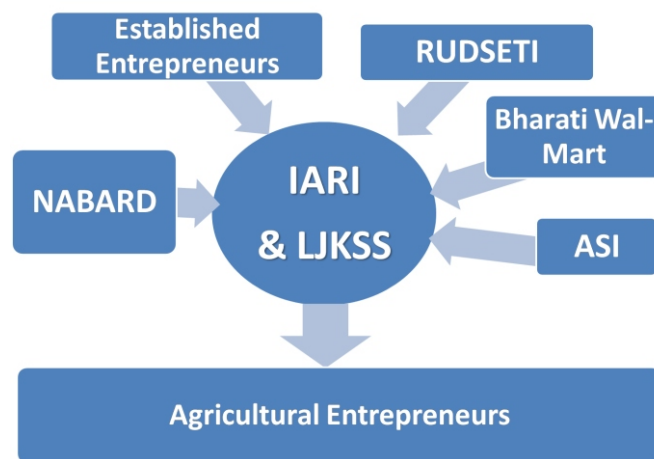 Established
Entrepreneurs
RUDSETI
Bharati Wal-
Mart
NABARD
IARI
& LJKSS
ASI
Agricultural Entrepreneurs